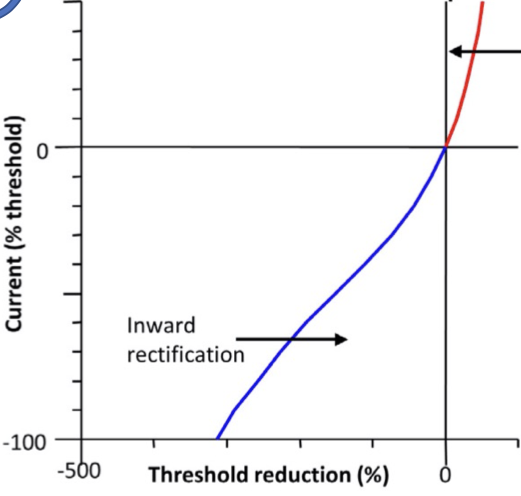 Current (% threshold)
0
Inward
rectification
-100
-500
Threshold reduction (%)
0